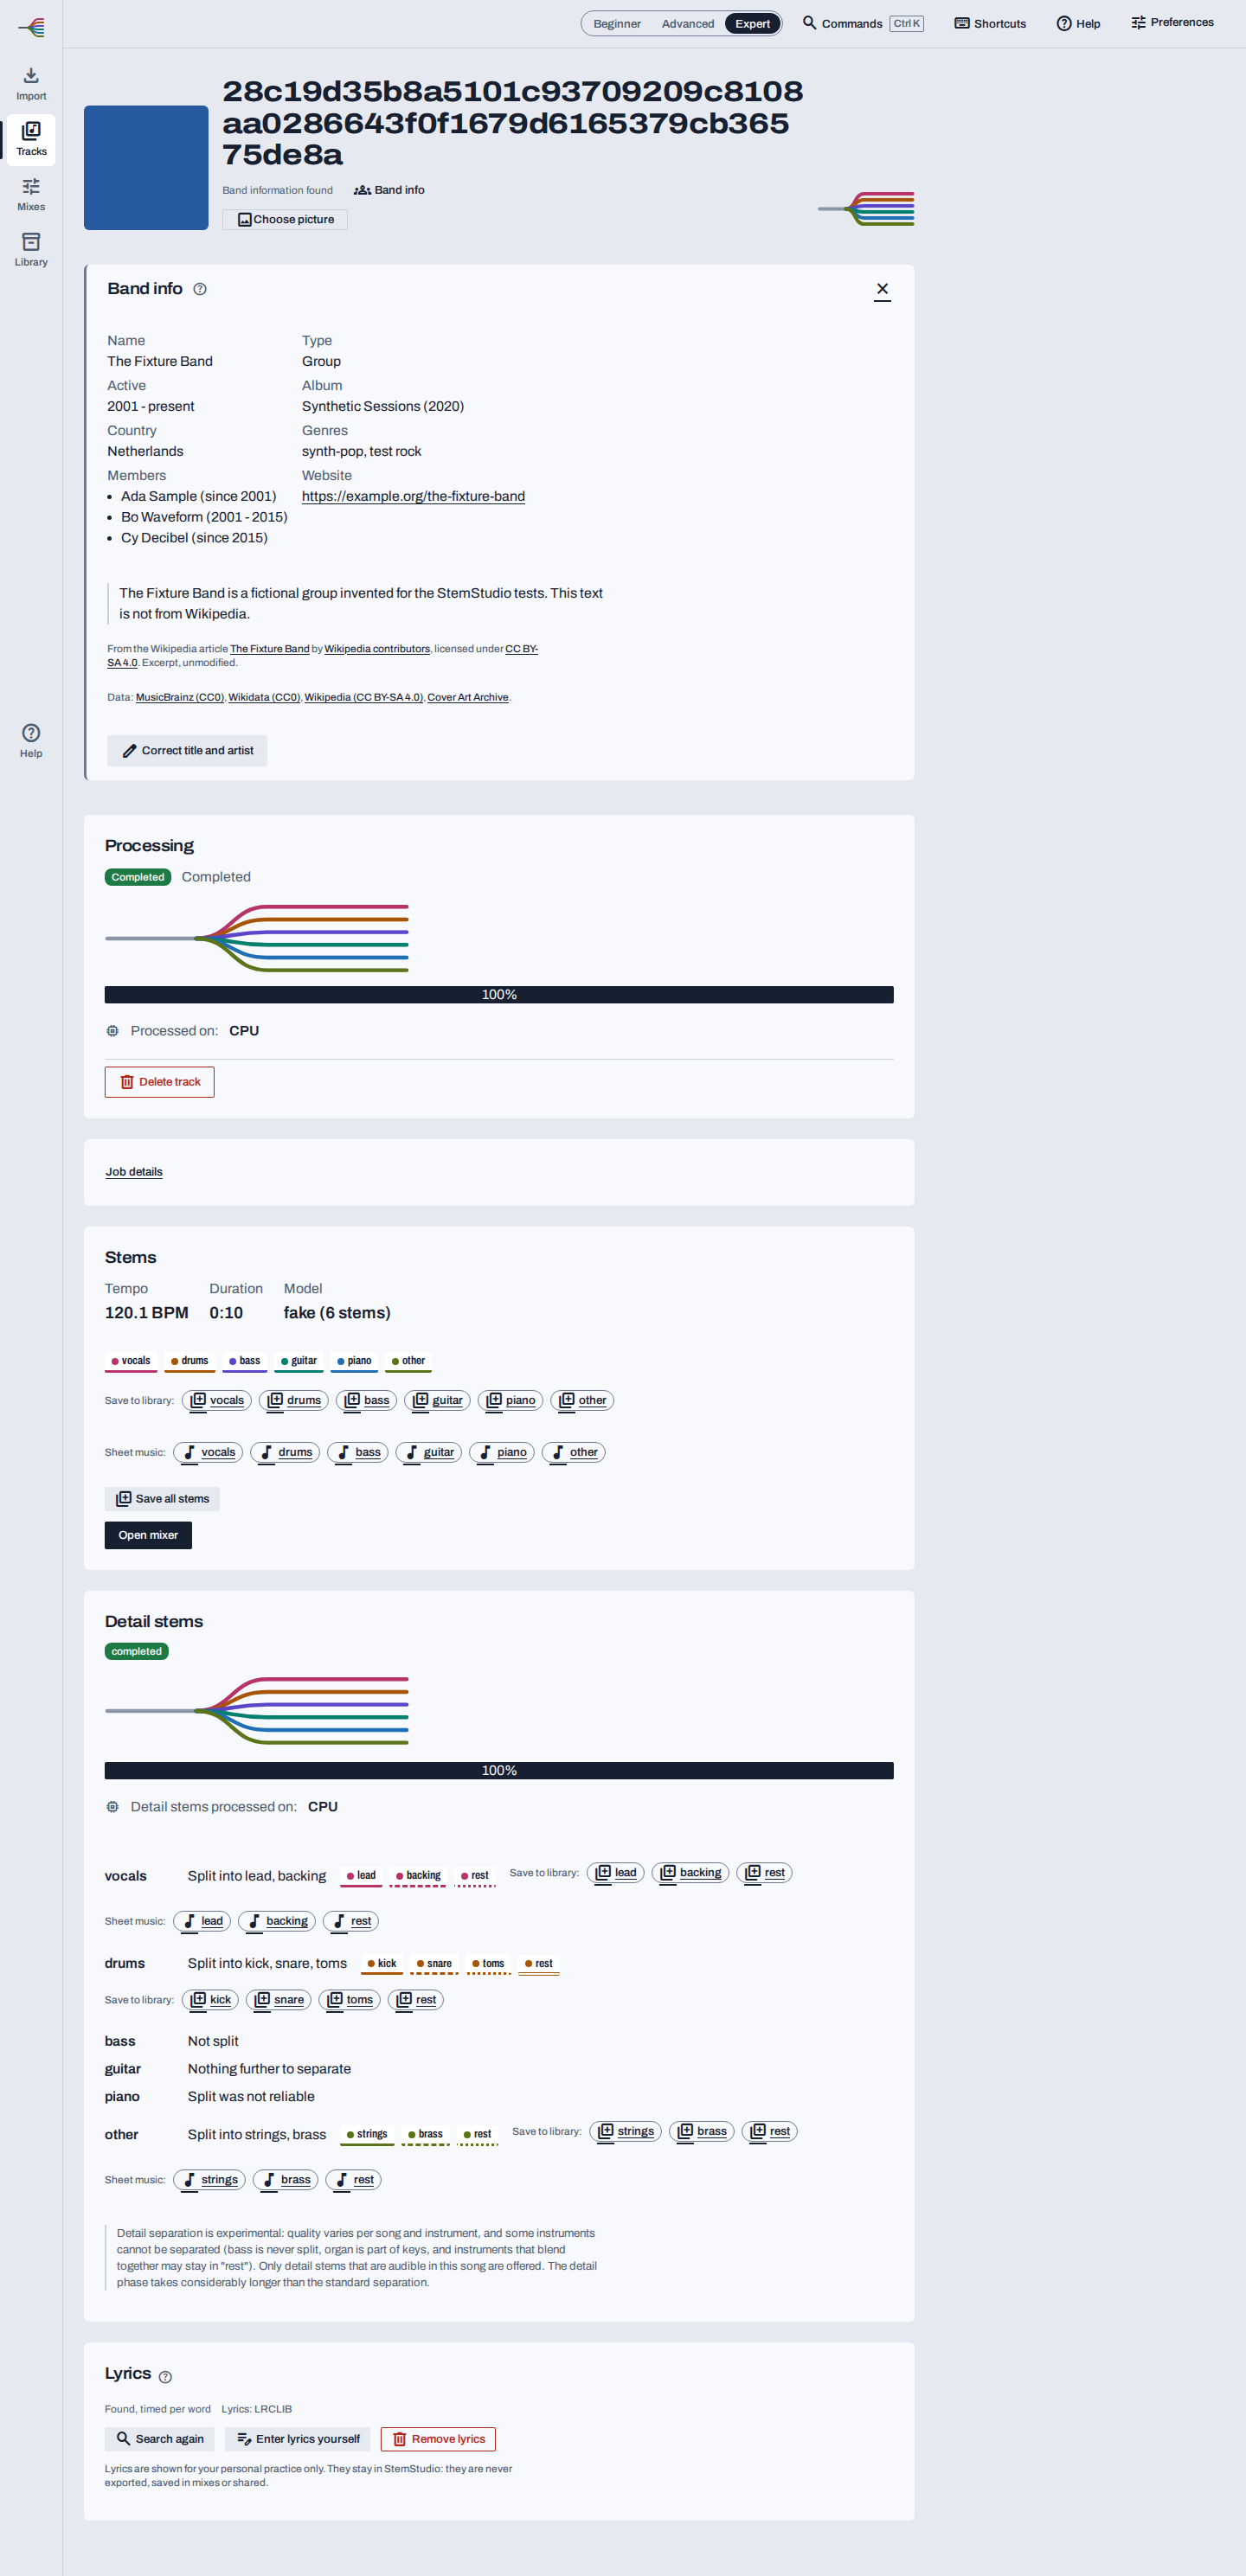 Beginner Advanced Expert Commands Ctrl K Shortcuts Help Preferences
Import
Tracks
Mixes
Library
Help
28c19d35b8a5101c93709209c8108
aa0286643f0f1679d6165379cb365
75de8a
Band information found Band info
Choose picture
Band info
Name Type
The Fixture Band Group
Active Album
2001 - present Synthetic Sessions (2020)
Country Genres
Netherlands synth-pop, test rock
Members Website
• Ada Sample (since 2001) https://example.org/the-fixture-band
• Bo Waveform (2001 - 2015)
• Cy Decibel (since 2015)
The Fixture Band is a fictional group invented for the StemStudio tests. This text
is not from Wikipedia.
From the Wikipedia article The Fixture Band by Wikipedia contributors, licensed under CC BY-
SA 4.0. Excerpt, unmodified.
Data: MusicBrainz (CC0), Wikidata (CC0), Wikipedia (CC BY-SA 4.0), Cover Art Archive.
Correct title and artist
Processing
Completed Completed
100%
Processed on: CPU
Delete track
Job details
Stems
Tempo Duration Model
120.1 BPM 0:10 fake (6 stems)
vocals drums bass guitar piano other
Save to library: vocals drums bass guitar piano other
Sheet music: vocals drums bass guitar piano other
Save all stems
Open mixer
Detail stems
completed
100%
Detail stems processed on: CPU
vocals Split into lead, backing lead backing rest Save to library: lead backing rest
Sheet music: lead backing rest
drums Split into kick, snare, toms kick snare toms rest
Save to library: kick snare toms rest
bass Not split
guitar Nothing further to separate
piano Split was not reliable
other Split into strings, brass strings brass rest Save to library: strings brass rest
Sheet music: strings brass rest
Detail separation is experimental: quality varies per song and instrument, and some instruments
cannot be separated (bass is never split, organ is part of keys, and instruments that blend
together may stay in "rest"). Only detail stems that are audible in this song are offered. The detail
phase takes considerably longer than the standard separation.
Lyrics
Found, timed per word Lyrics: LRCLIB
Search again Enter lyrics yourself Remove lyrics
Lyrics are shown for your personal practice only. They stay in StemStudio: they are never
exported, saved in mixes or shared.